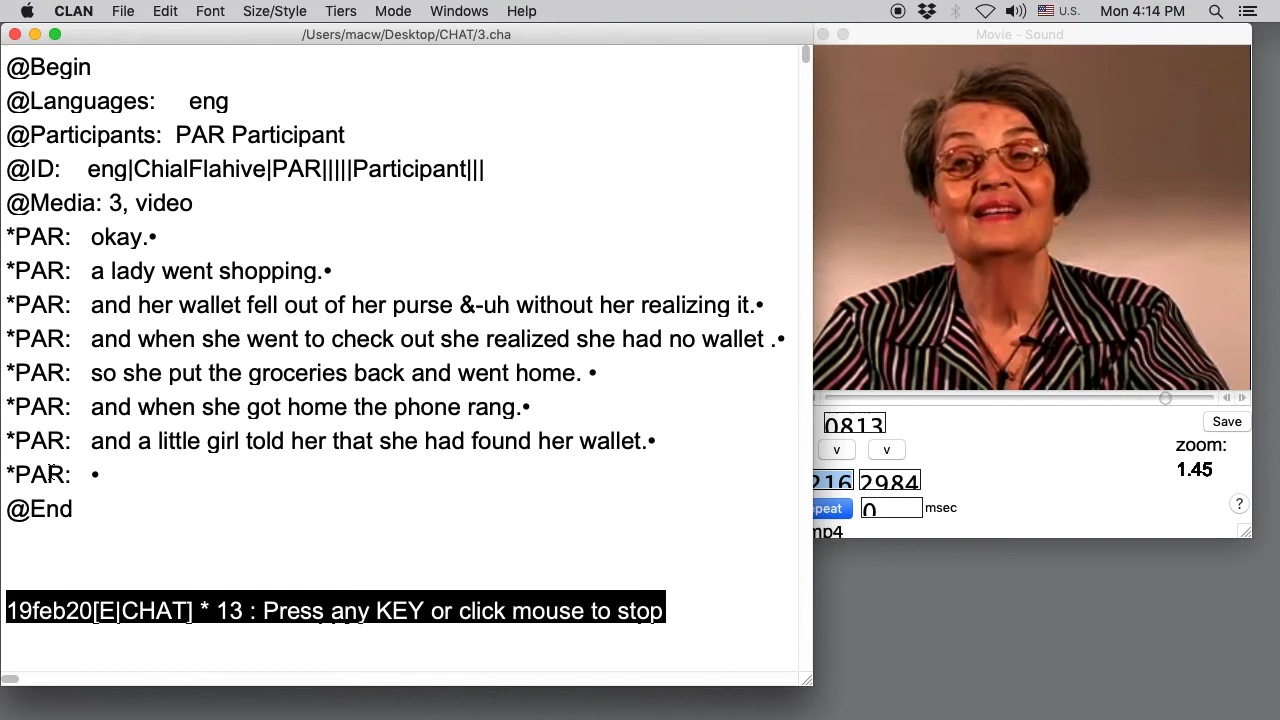 CLAN File Edit Font Size/Style Tiers Mode Windows Help U.S. Mon 4:14 PM
/Users/macw/Desktop/CHAT/3.cha
Movie - Sound
@Begin
@Languages: eng
@Participants: PAR Participant
@ID: eng|ChialFlahive|PAR|||||Participant|||
@Media: 3, video
*PAR: okay.•
*PAR: a lady went shopping.•
*PAR: and her wallet fell out of her purse &-uh without her realizing it.•
*PAR: and when she went to check out she realized she had no wallet .•
*PAR: so she put the groceries back and went home. •
*PAR: and when she got home the phone rang.•
*PAR: and a little girl told her that she had found her wallet.•
*PAR: •
@End
19feb20[E|CHAT] * 13 : Press any KEY or click mouse to stop
0813
Save
v v
zoom:
1.45
216 2984
peat 0 msec
?
mp4